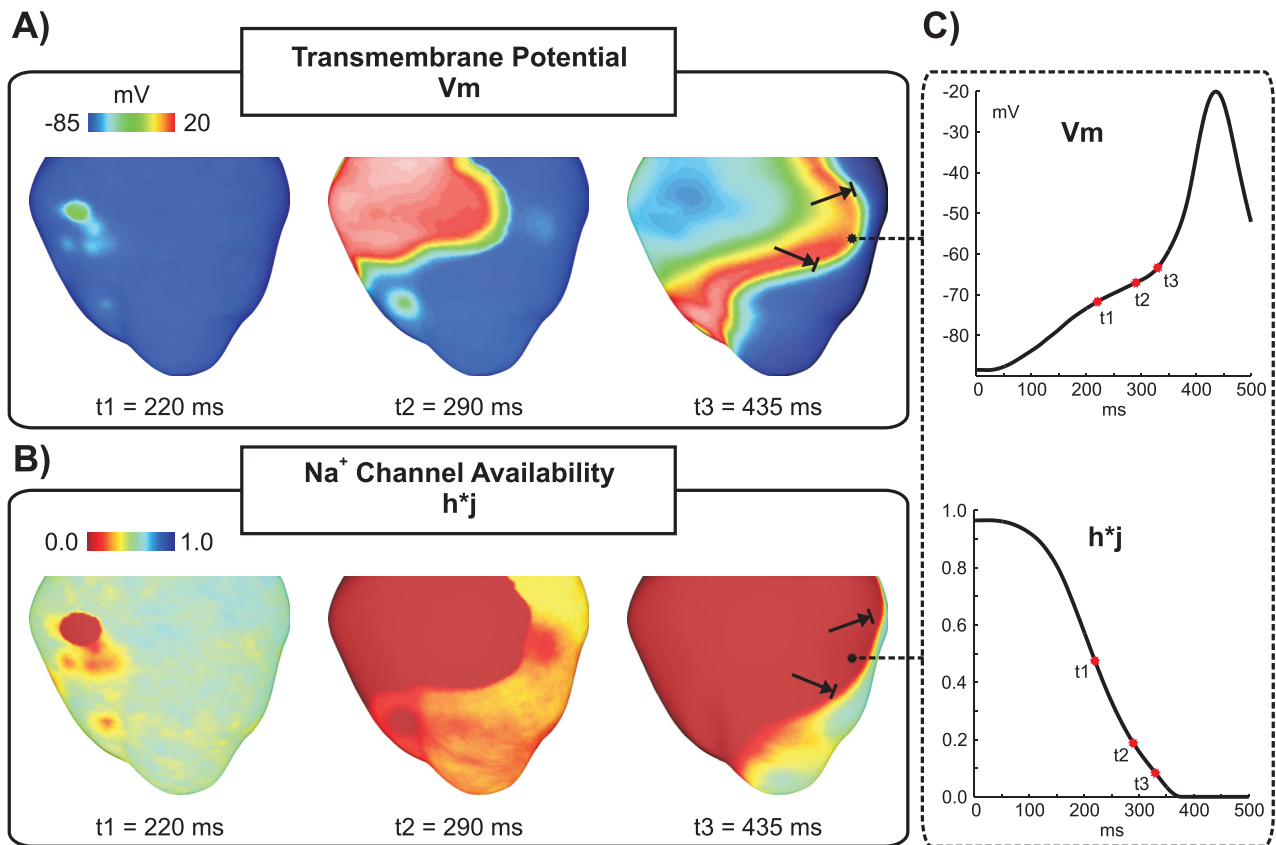 A)
Transmembrane Potential
Vm
mV
-85 20
t1 = 220 ms t2 = 290 ms t3 = 435 ms
B)
Na⁺ Channel Availability
h*j
0.0 1.0
t1 = 220 ms t2 = 290 ms t3 = 435 ms
C)
-20
mV
Vm
-30
-40
-50
-60
-70
-80
t1
t2
t3
0 100 200 300 400 500
ms
1.0
h*j
0.8
0.6
0.4
0.2
0.0
t1
t2
t3
0 100 200 300 400 500
ms